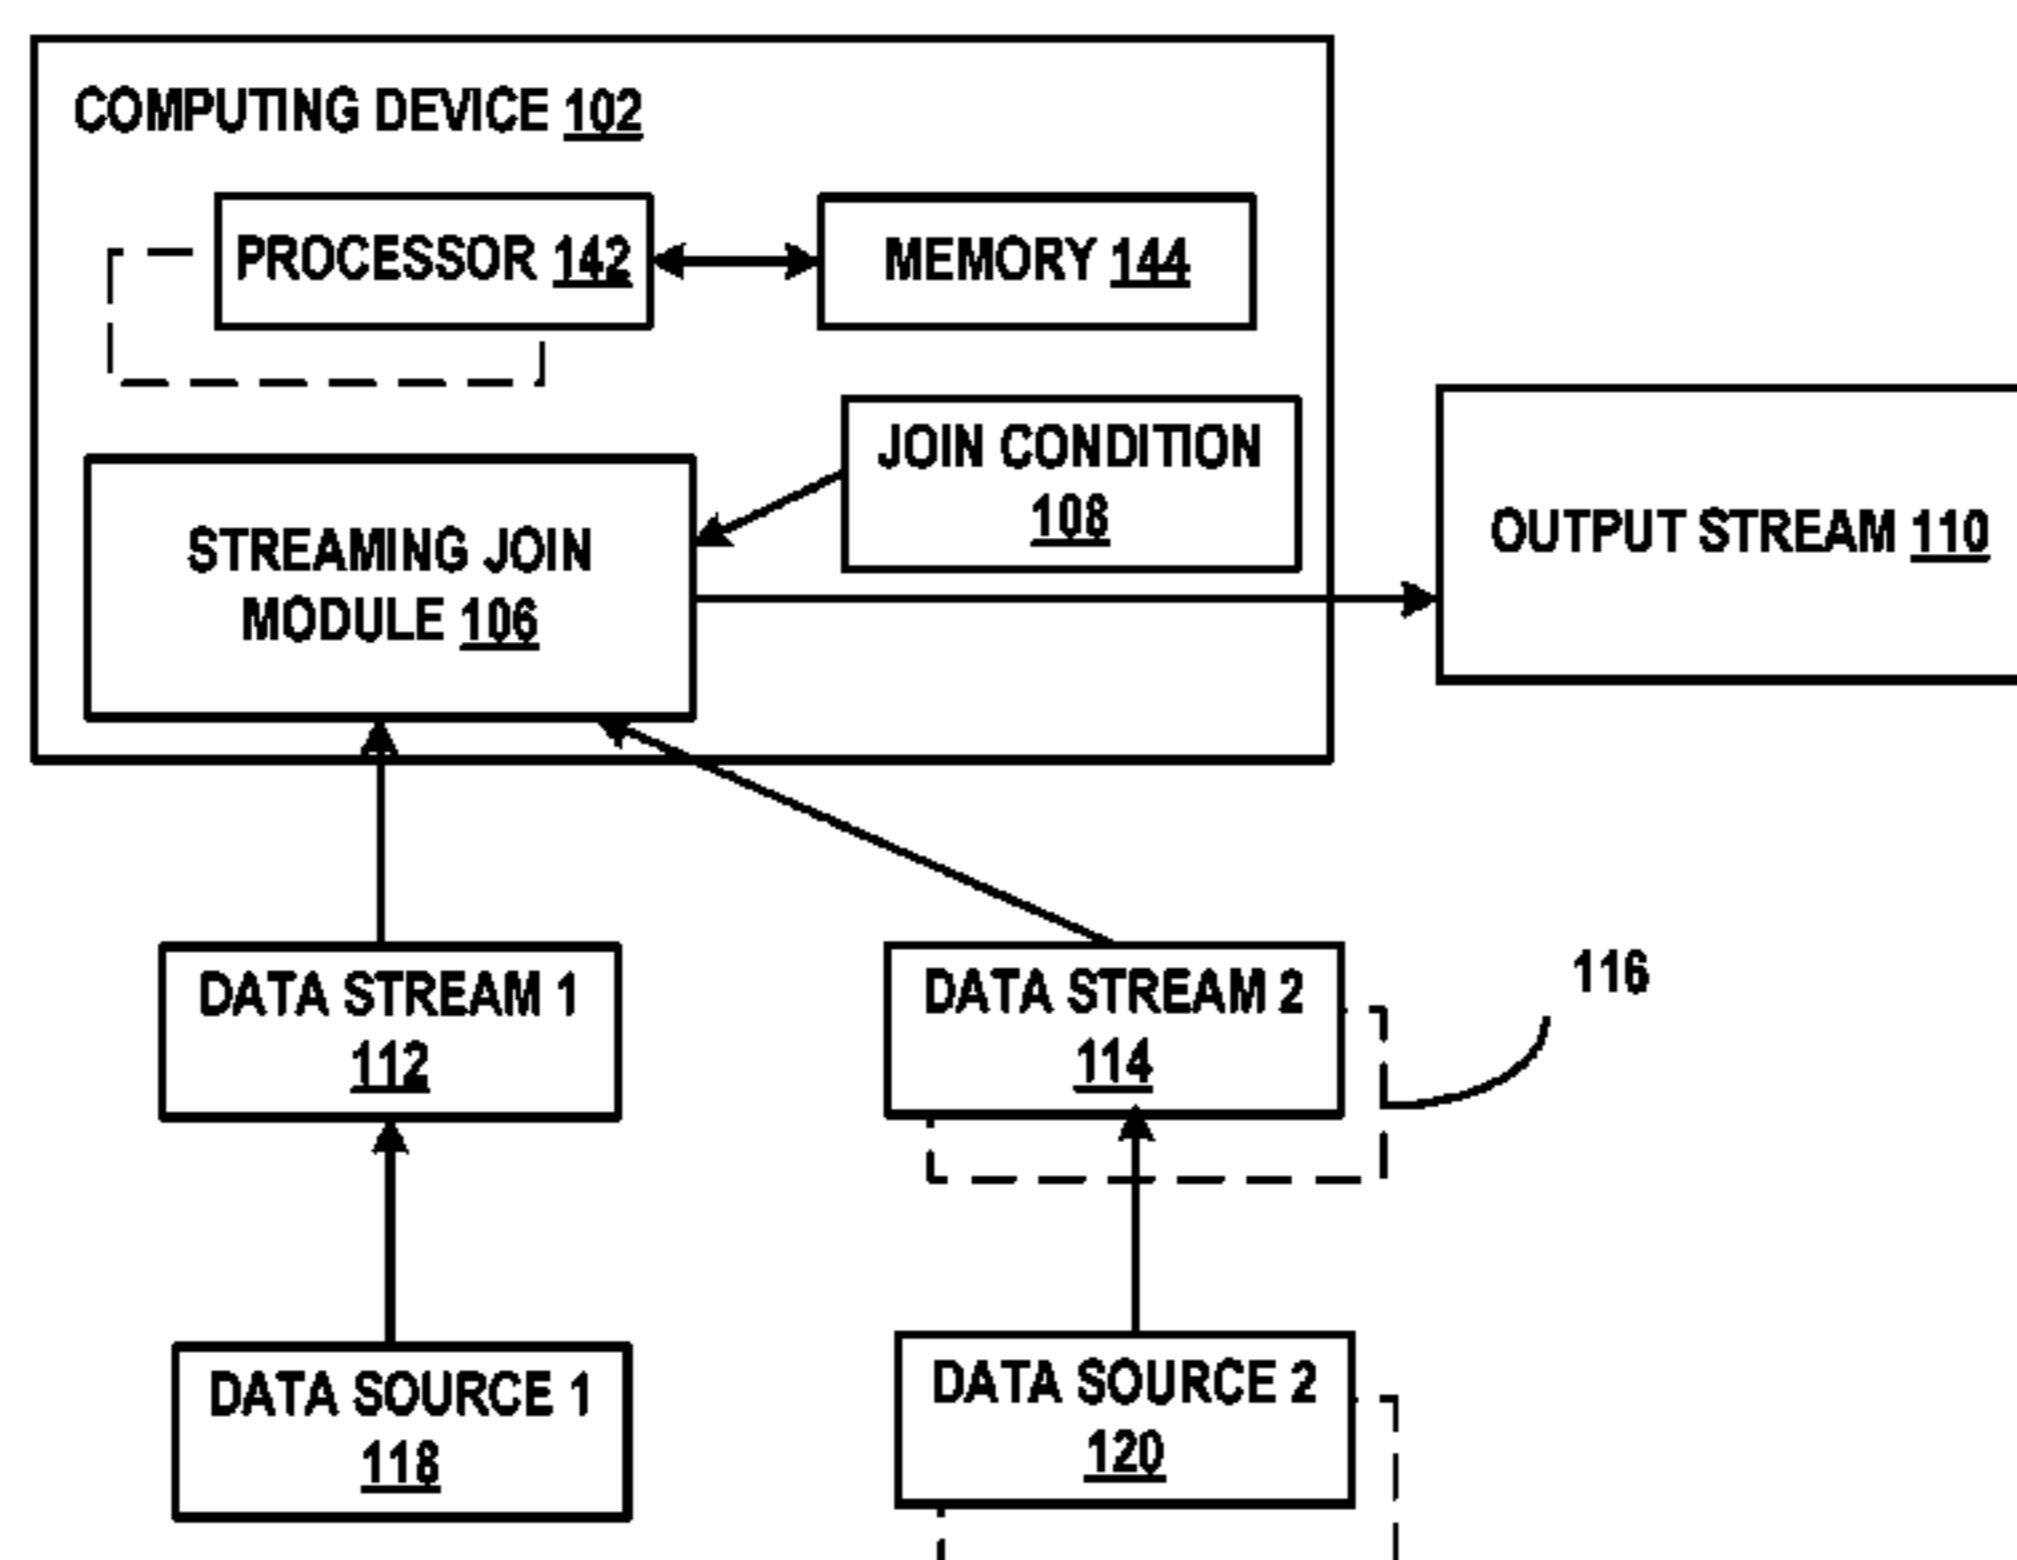 COMPUTING DEVICE 102
PROCESSOR 142
MEMORY 144
JOIN CONDITION
108
STREAMING JOIN
MODULE 106
OUTPUT STREAM 110
DATA STREAM 1
112
DATA STREAM 2
114
116
DATA SOURCE 1
118
DATA SOURCE 2
120